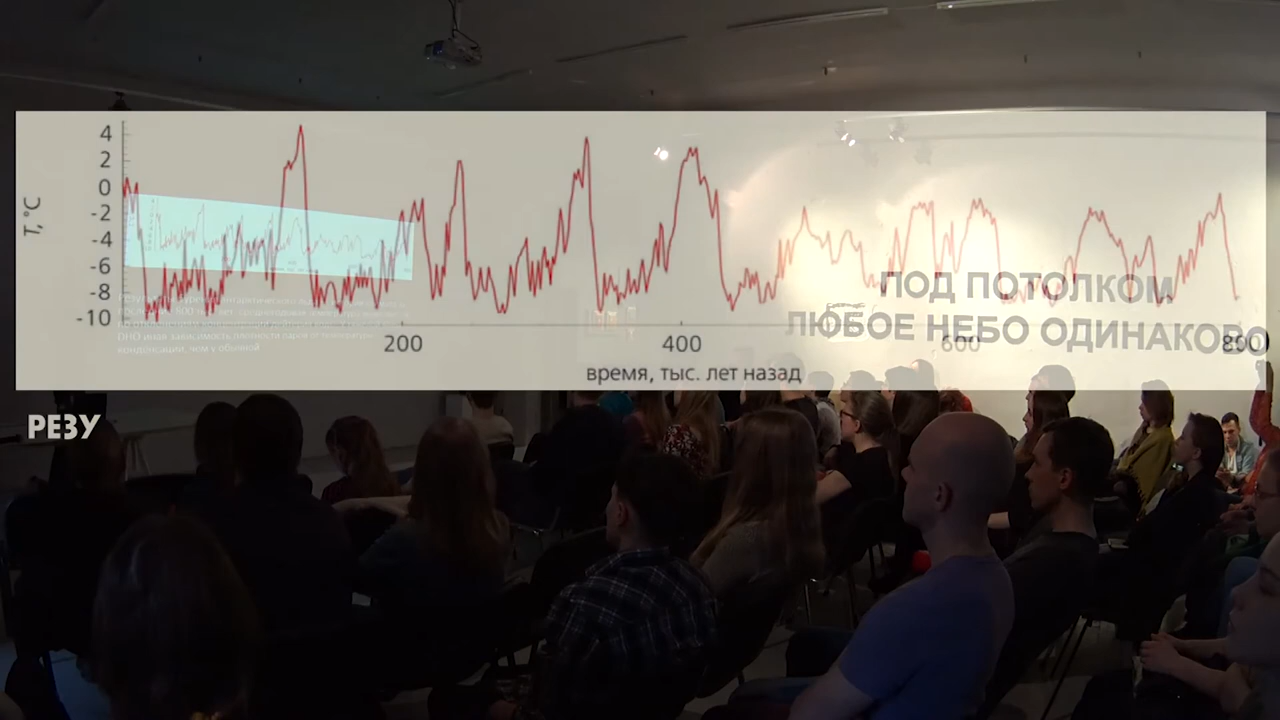 T, °C
4
2
0
-2
-4
-6
-8
-10
200
400
600
800
время, тыс. лет назад
ПОД ПОТОЛКОМ
ЛЮБОЕ НЕБО ОДИНАКОВО
РЕЗУ